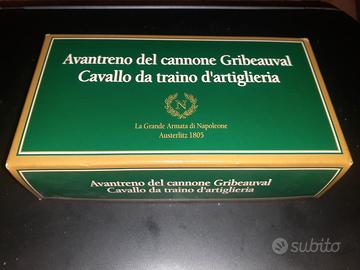 Avantreno del cannone Gribeauval
Cavallo da traino d'artiglieria
N
La Grande Armata di Napoleone
Austerlitz 1805
Avantreno del cannone Gribeauval
Cavallo da traino d'artiglieria
subito